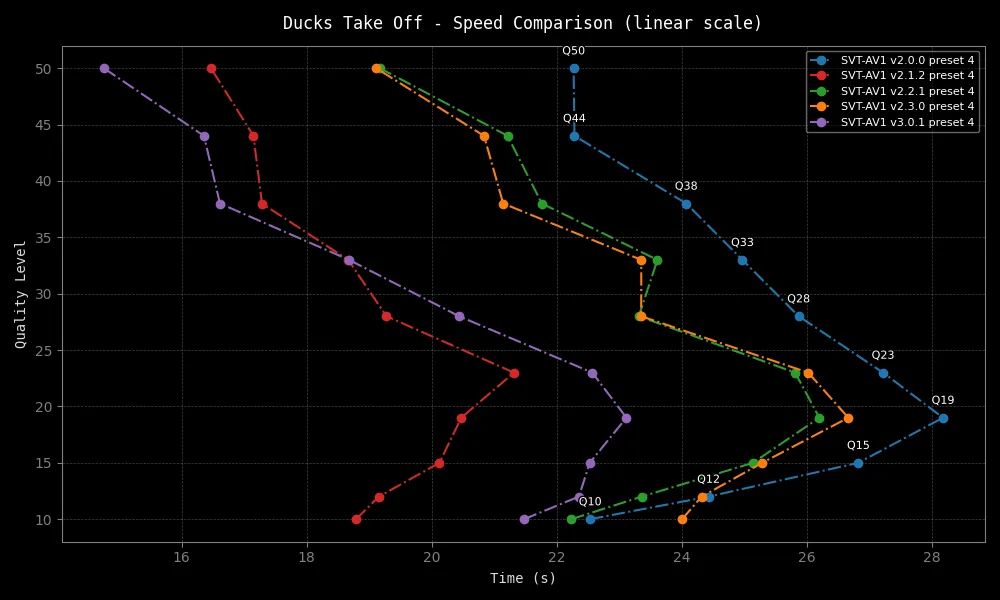 Ducks Take Off - Speed Comparison (linear scale)
SVT-AV1 v2.0.0 preset 4
SVT-AV1 v2.1.2 preset 4
SVT-AV1 v2.2.1 preset 4
SVT-AV1 v2.3.0 preset 4
SVT-AV1 v3.0.1 preset 4
Q50
Q44
Q38
Q33
Q28
Q23
Q19
Q15
Q12
Q10
Quality Level
50
45
40
35
30
25
20
15
10
16 18 20 22 24 26 28
Time (s)